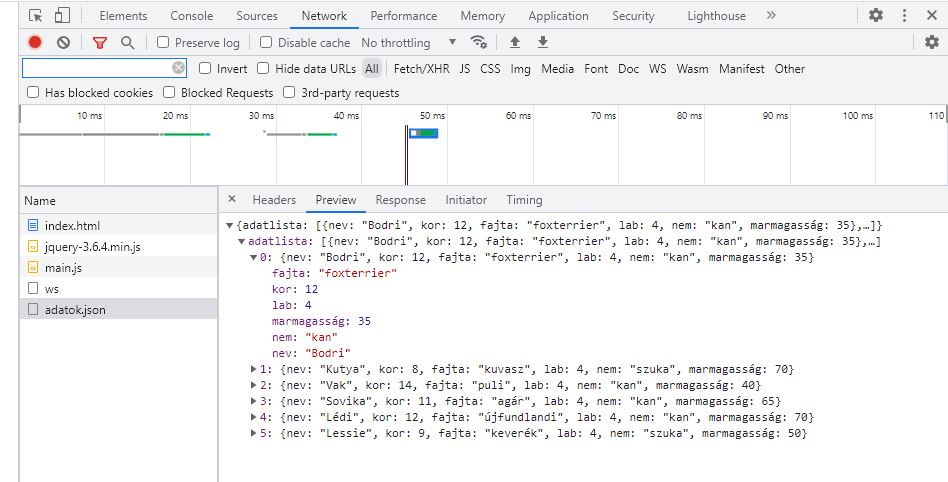 Elements Console Sources Network Performance Memory Application Security Lighthouse »
Preserve log Disable cache No throttling
Invert Hide data URLs All Fetch/XHR JS CSS Img Media Font Doc WS Wasm Manifest Other
Has blocked cookies Blocked Requests 3rd-party requests
10 ms 20 ms 30 ms 40 ms 50 ms 60 ms 70 ms 80 ms 90 ms 100 ms 110
Name
index.html
jquery-3.6.4.min.js
main.js
ws
adatok.json
× Headers Preview Response Initiator Timing
{adatlista: [{nev: "Bodri", kor: 12, fajta: "foxterrier", lab: 4, nem: "kan", marmagasság: 35},…]}
adatlista: [{nev: "Bodri", kor: 12, fajta: "foxterrier", lab: 4, nem: "kan", marmagasság: 35},…]
0: {nev: "Bodri", kor: 12, fajta: "foxterrier", lab: 4, nem: "kan", marmagasság: 35}
fajta: "foxterrier"
kor: 12
lab: 4
marmagasság: 35
nem: "kan"
nev: "Bodri"
1: {nev: "Kutya", kor: 8, fajta: "kuvasz", lab: 4, nem: "szuka", marmagasság: 70}
2: {nev: "Vak", kor: 14, fajta: "puli", lab: 4, nem: "kan", marmagasság: 40}
3: {nev: "Sovika", kor: 11, fajta: "agár", lab: 4, nem: "kan", marmagasság: 65}
4: {nev: "Lédi", kor: 12, fajta: "újfundlandi", lab: 4, nem: "kan", marmagasság: 70}
5: {nev: "Lessie", kor: 9, fajta: "keverék", lab: 4, nem: "szuka", marmagasság: 50}